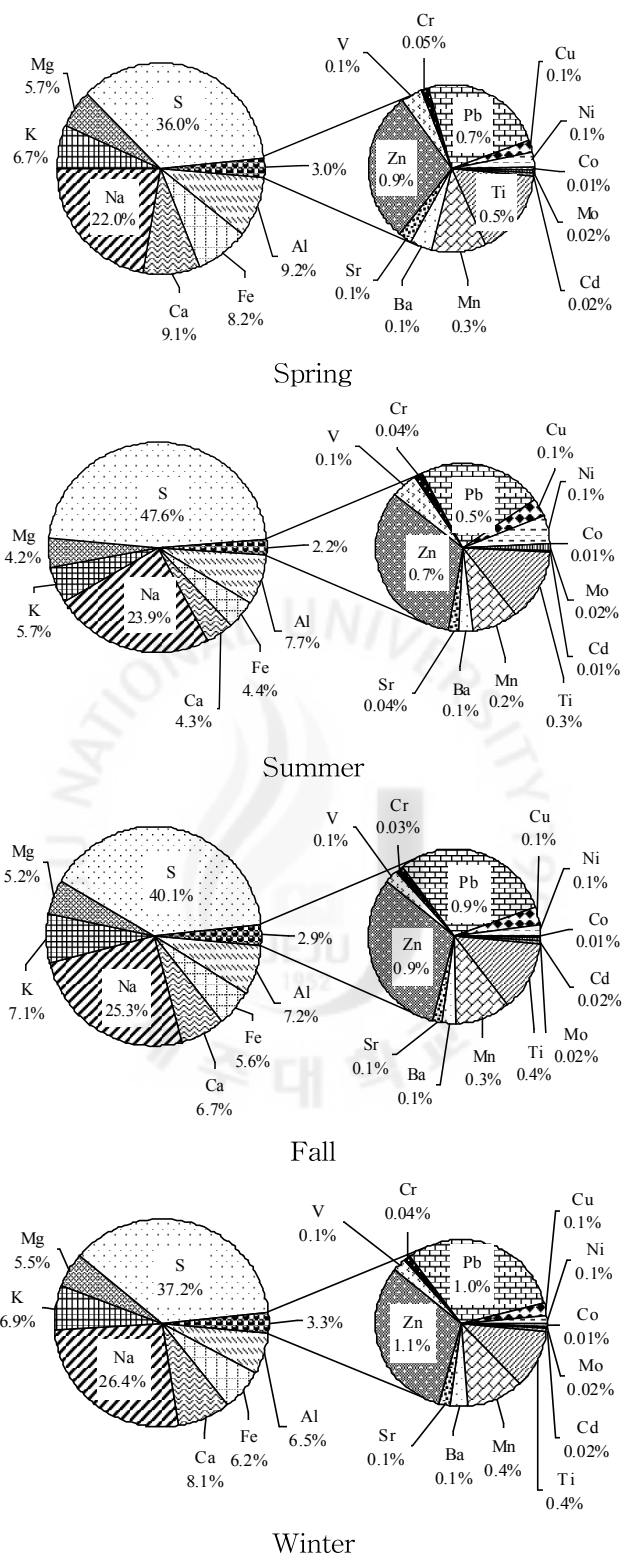 Mg
5.7%
K
6.7%
Na
22.0%
S
36.0%
Ca
9.1%
Fe
8.2%
Al
9.2%
3.0%
V
0.1%
Cr
0.05%
Pb
0.7%
Cu
0.1%
Ni
0.1%
Co
0.01%
Mo
0.02%
Cd
0.02%
Ti
0.5%
Mn
0.3%
Ba
0.1%
Sr
0.1%
Zn
0.9%
Spring
Mg
4.2%
K
5.7%
Na
23.9%
S
47.6%
Ca
4.3%
Fe
4.4%
Al
7.7%
2.2%
V
0.1%
Cr
0.04%
Pb
0.5%
Cu
0.1%
Ni
0.1%
Co
0.01%
Mo
0.02%
Cd
0.01%
Ti
0.3%
Mn
0.2%
Ba
0.1%
Sr
0.04%
Zn
0.7%
Summer
Mg
5.2%
K
7.1%
Na
25.3%
S
40.1%
Ca
6.7%
Fe
5.6%
Al
7.2%
2.9%
V
0.1%
Cr
0.03%
Pb
0.9%
Cu
0.1%
Ni
0.1%
Co
0.01%
Cd
0.02%
Mo
0.02%
Ti
0.4%
Mn
0.3%
Ba
0.1%
Sr
0.1%
Zn
0.9%
Fall
Mg
5.5%
K
6.9%
Na
26.4%
S
37.2%
Ca
8.1%
Fe
6.2%
Al
6.5%
3.3%
V
0.1%
Cr
0.04%
Pb
1.0%
Cu
0.1%
Ni
0.1%
Co
0.01%
Mo
0.02%
Cd
0.02%
Ti
0.4%
Mn
0.4%
Ba
0.1%
Sr
0.1%
Zn
1.1%
Winter
NATIONAL UNIVERSITY
JEJU
1952